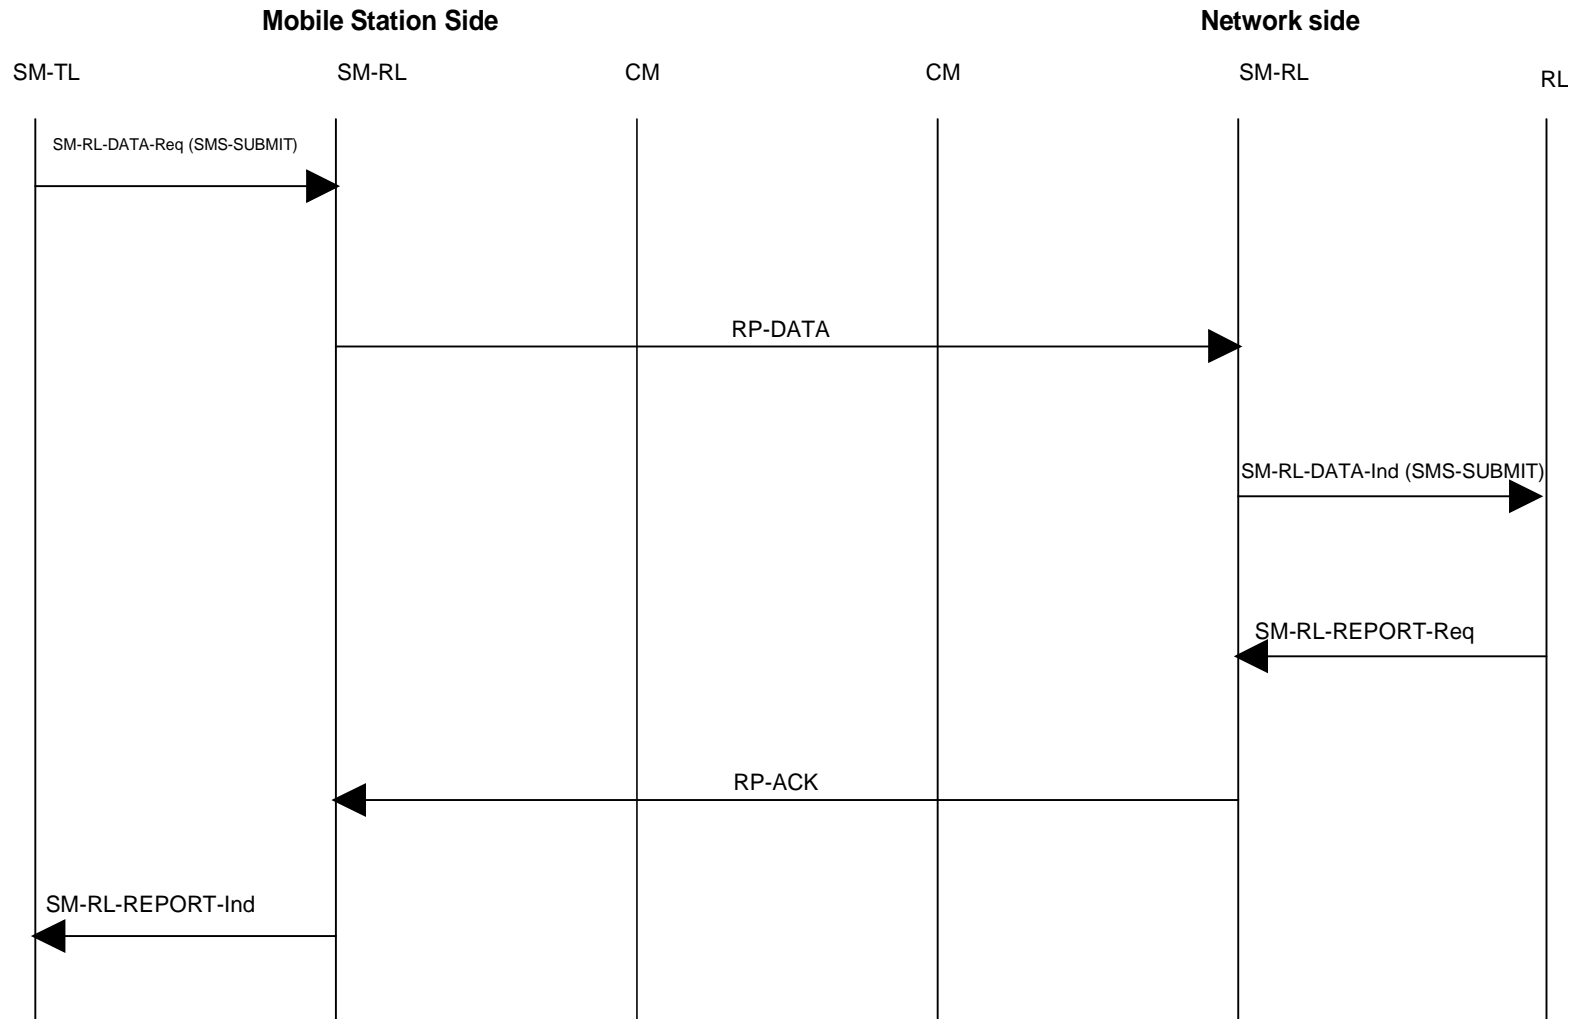 Mobile Station Side
Network side
SM-TL
SM-RL
CM
CM
SM-RL
RL
SM-RL-DATA-Req (SMS-SUBMIT)
RP-DATA
SM-RL-DATA-Ind (SMS-SUBMIT)
SM-RL-REPORT-Req
RP-ACK
SM-RL-REPORT-Ind